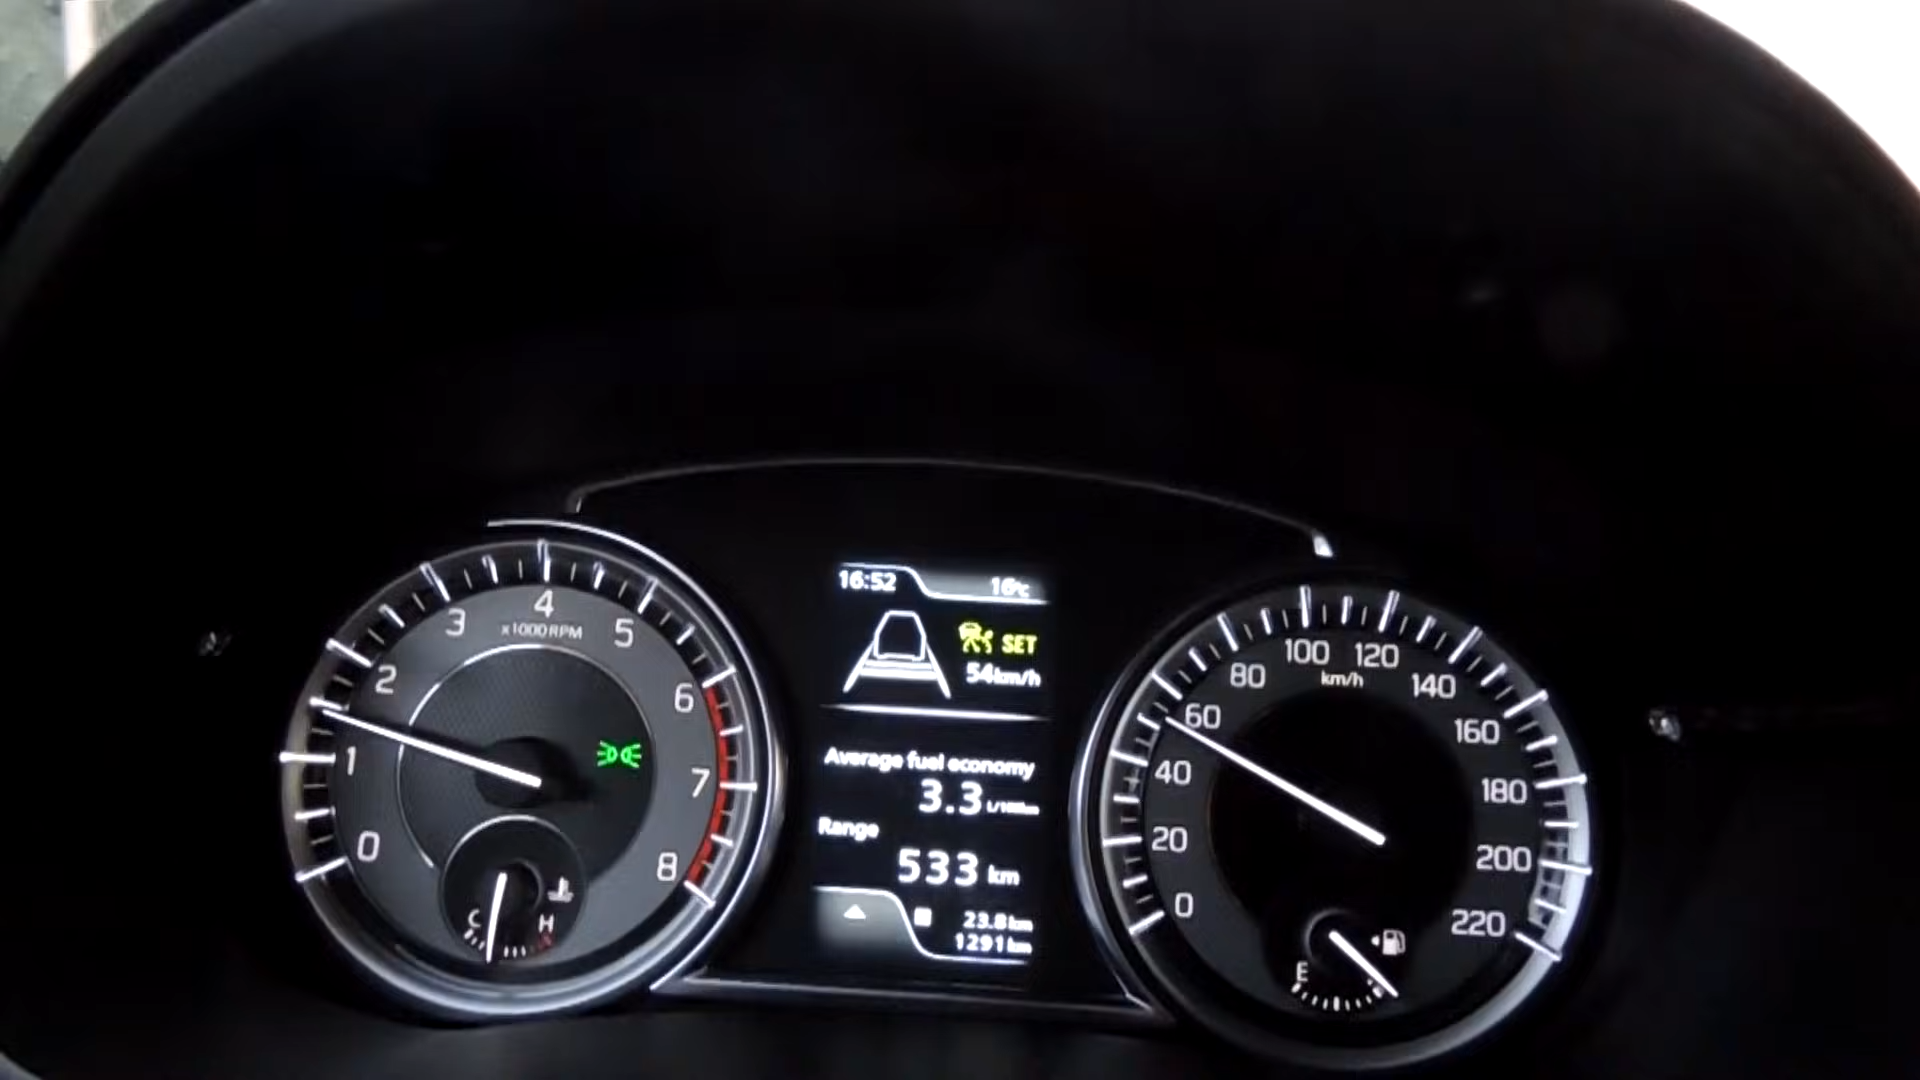 0
1
2
3
4
5
6
7
8
x1000RPM
C
H
16:52
16°C
SET
54km/h
Average fuel economy
3.3 L/100km
Range
533 km
23.8km
1291km
0
20
40
60
80
100
120
140
160
180
200
220
km/h
E